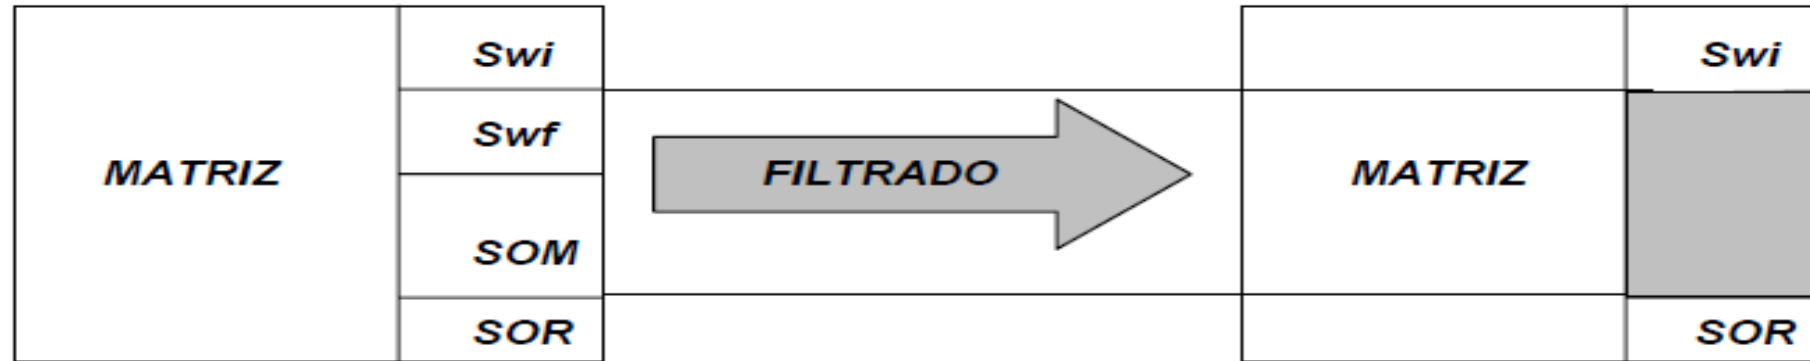 Swi
Swf
MATRIZ
SOM
SOR
FILTRADO
Swi
MATRIZ
SOR